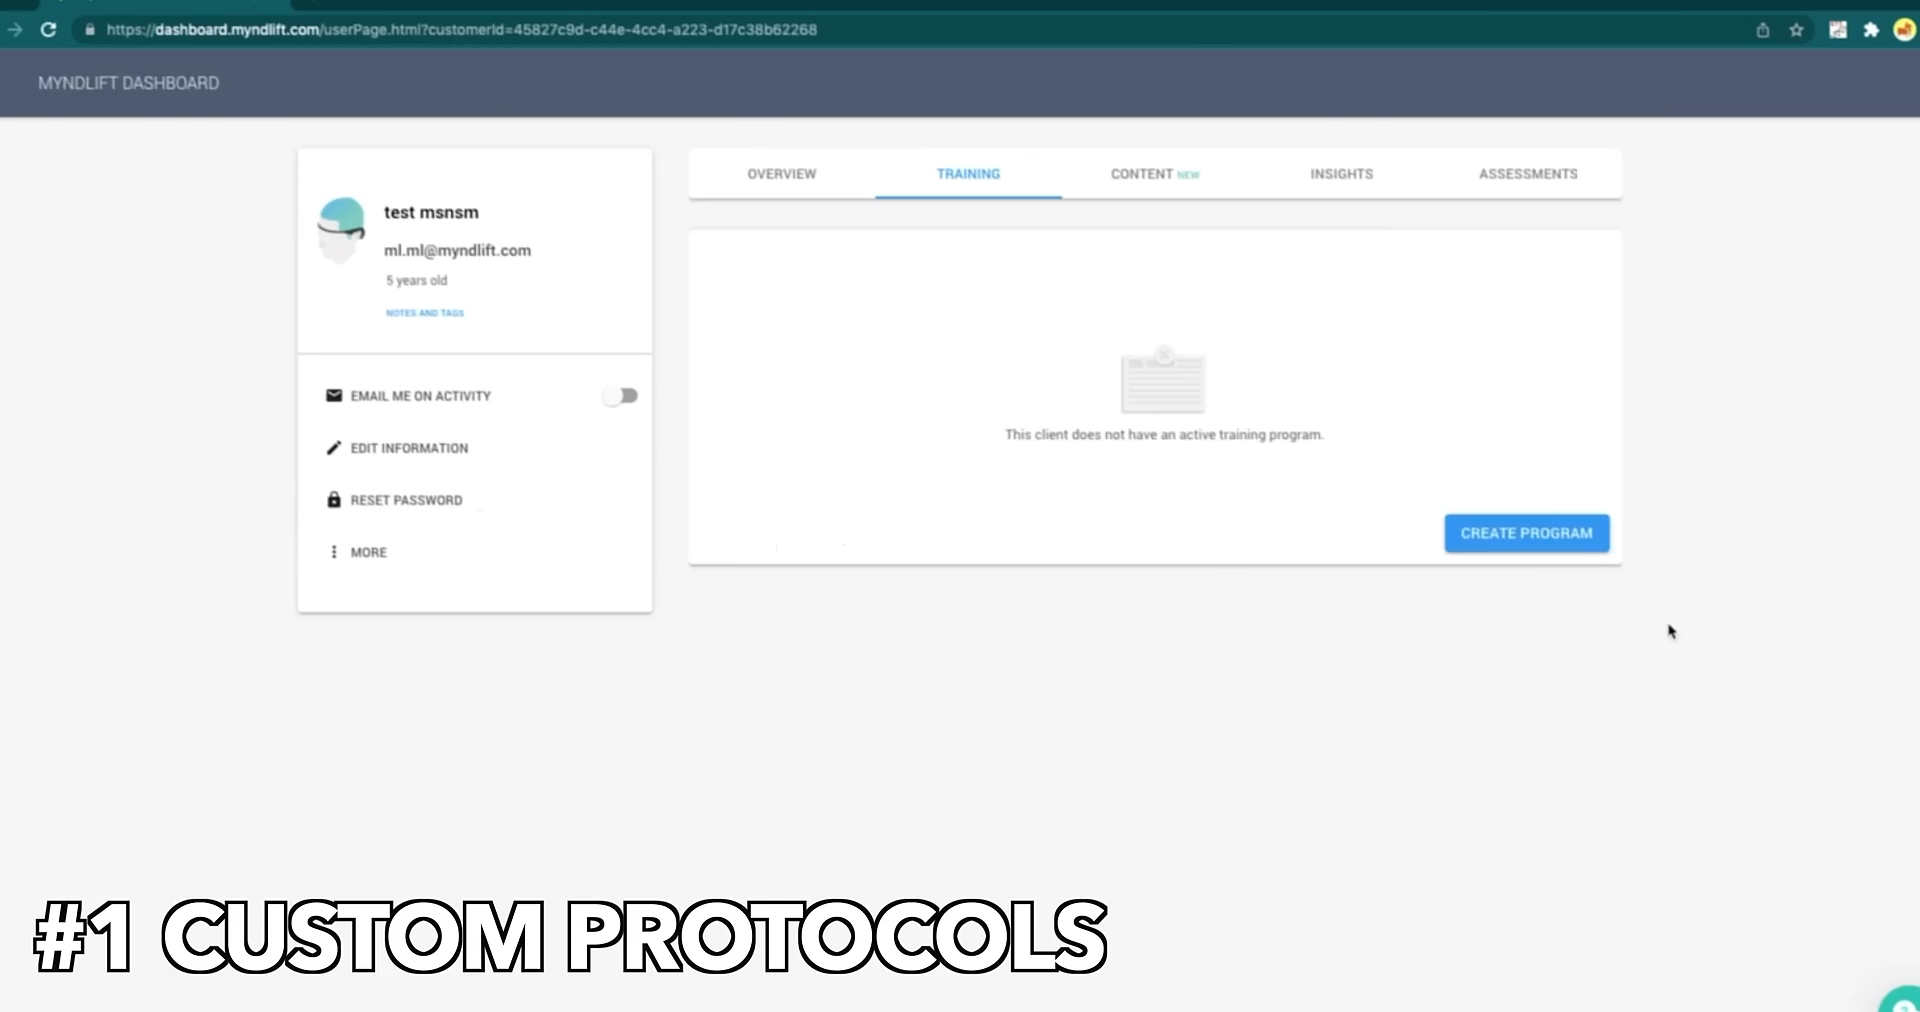 https://dashboard.myndlift.com/userPage.html?customerId=45827c9d-c44e-4cc4-a223-d17c38b62268
MYNDLIFT DASHBOARD
OVERVIEW TRAINING CONTENT NEW INSIGHTS ASSESSMENTS
test msnsm
ml.ml@myndlift.com
5 years old
NOTES AND TAGS
EMAIL ME ON ACTIVITY
EDIT INFORMATION
RESET PASSWORD
MORE
This client does not have an active training program.
CREATE PROGRAM
#1 CUSTOM PROTOCOLS